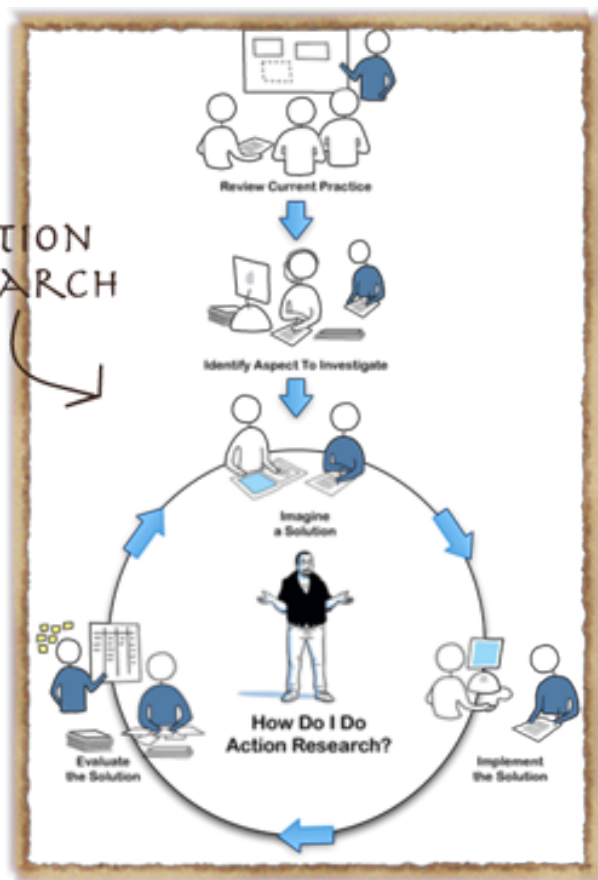 Review Current Practice
TION
ARCH
Identify Aspect To Investigate
Imagine
a Solution
How Do I Do
Action Research?
Evaluate
the Solution
Implement
the Solution